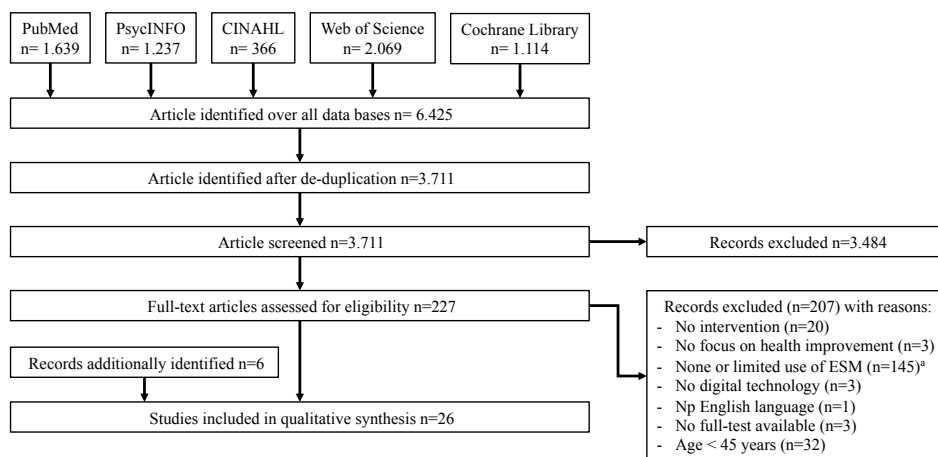 PubMed
n= 1.639
PsycINFO
n= 1.237
CINAHL
n= 366
Web of Science
n= 2.069
Cochrane Library
n= 1.114
Article identified over all data bases n= 6.425
Article identified after de-duplication n=3.711
Article screened n=3.711
Records excluded n=3.484
Full-text articles assessed for eligibility n=227
Records excluded (n=207) with reasons:
- No intervention (n=20)
- No focus on health improvement (n=3)
- None or limited use of ESM (n=145)ª
- No digital technology (n=3)
- Np English language (n=1)
- No full-test available (n=3)
- Age < 45 years (n=32)
Records additionally identified n=6
Studies included in qualitative synthesis n=26